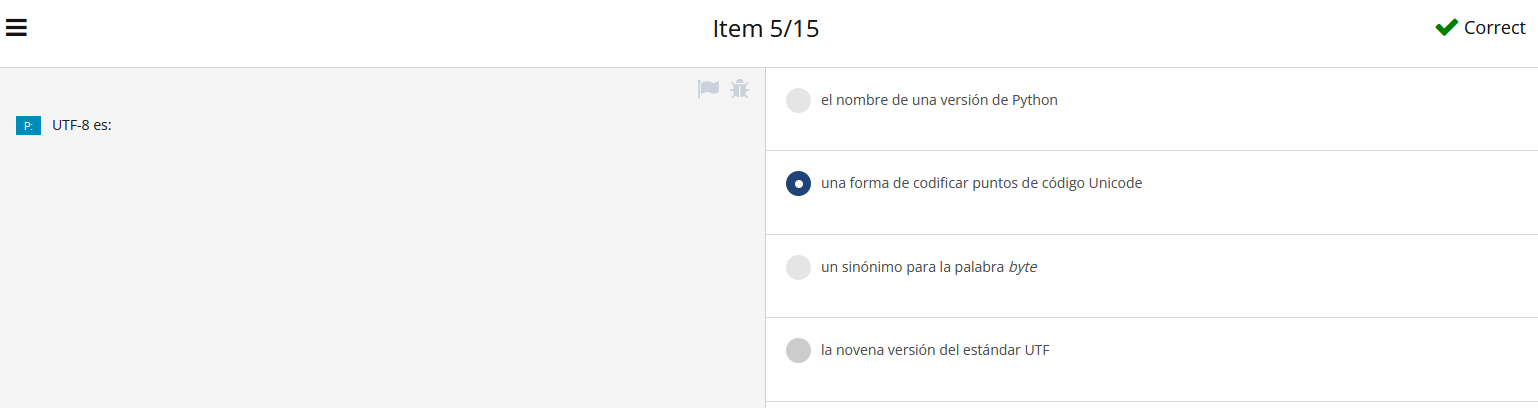 Item 5/15
Correct
P:
UTF-8 es:
el nombre de una versión de Python
una forma de codificar puntos de código Unicode
un sinónimo para la palabra byte
la novena versión del estándar UTF